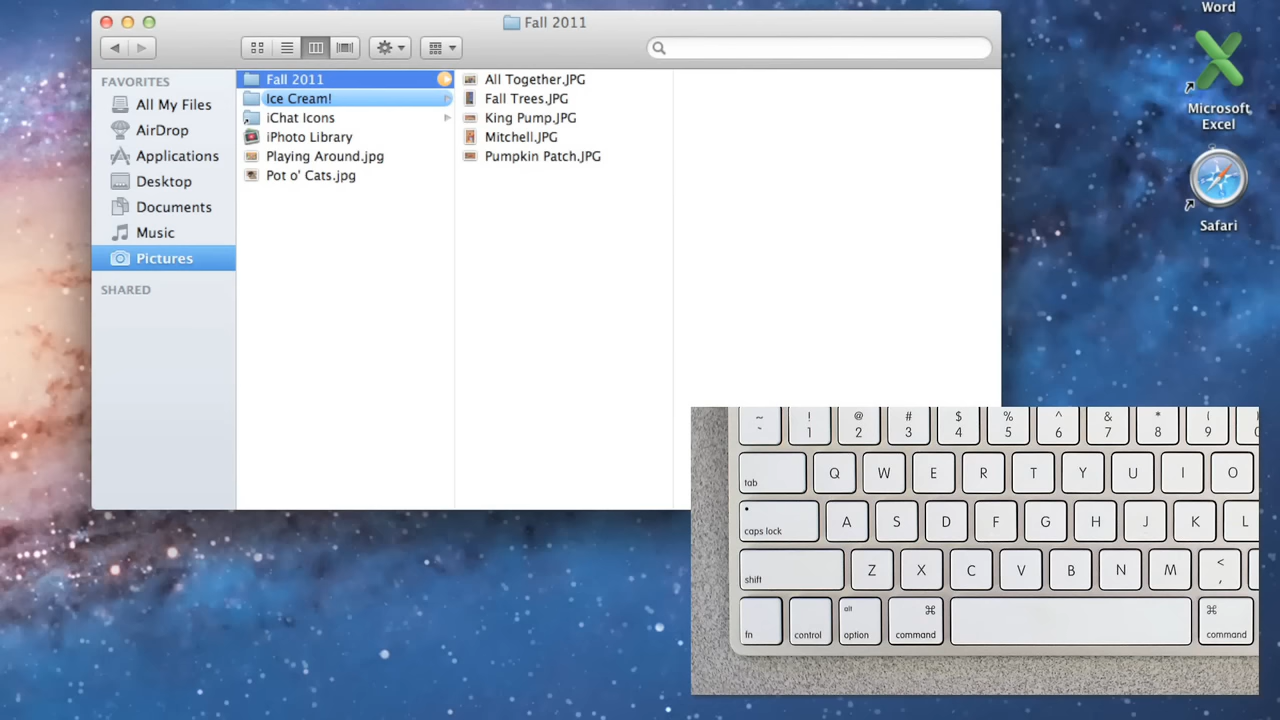 Fall 2011
FAVORITES
All My Files
AirDrop
Applications
Desktop
Documents
Music
Pictures
SHARED
Fall 2011
Ice Cream!
iChat Icons
iPhoto Library
Playing Around.jpg
Pot o' Cats.jpg
All Together.JPG
Fall Trees.JPG
King Pump.JPG
Mitchell.JPG
Pumpkin Patch.JPG
Word
Microsoft
Excel
Safari
~ ! @ # $ % ^ & * (
` 1 2 3 4 5 6 7 8 9
tab Q W E R T Y U I O
caps lock A S D F G H J K L
shift Z X C V B N M < ,
alt ⌘ ⌘
fn control option command command